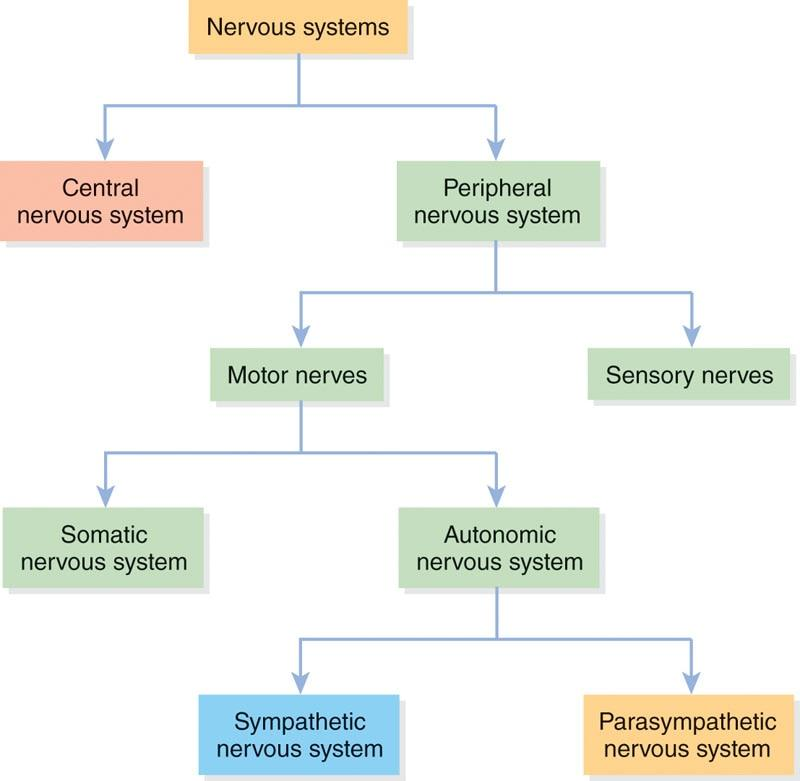 Nervous systems
Central
nervous system
Peripheral
nervous system
Motor nerves
Sensory nerves
Somatic
nervous system
Autonomic
nervous system
Sympathetic
nervous system
Parasympathetic
nervous system